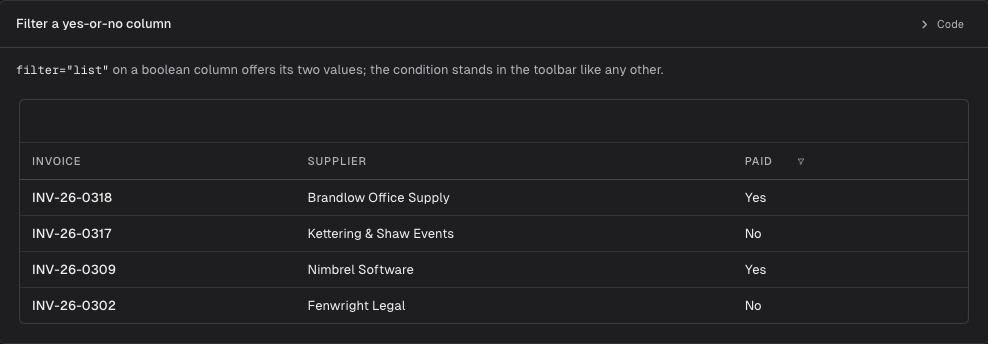 Filter a yes-or-no column
Code
filter="list" on a boolean column offers its two values; the condition stands in the toolbar like any other.
INVOICE SUPPLIER PAID
INV-26-0318 Brandlow Office Supply Yes
INV-26-0317 Kettering & Shaw Events No
INV-26-0309 Nimbrel Software Yes
INV-26-0302 Fenwright Legal No